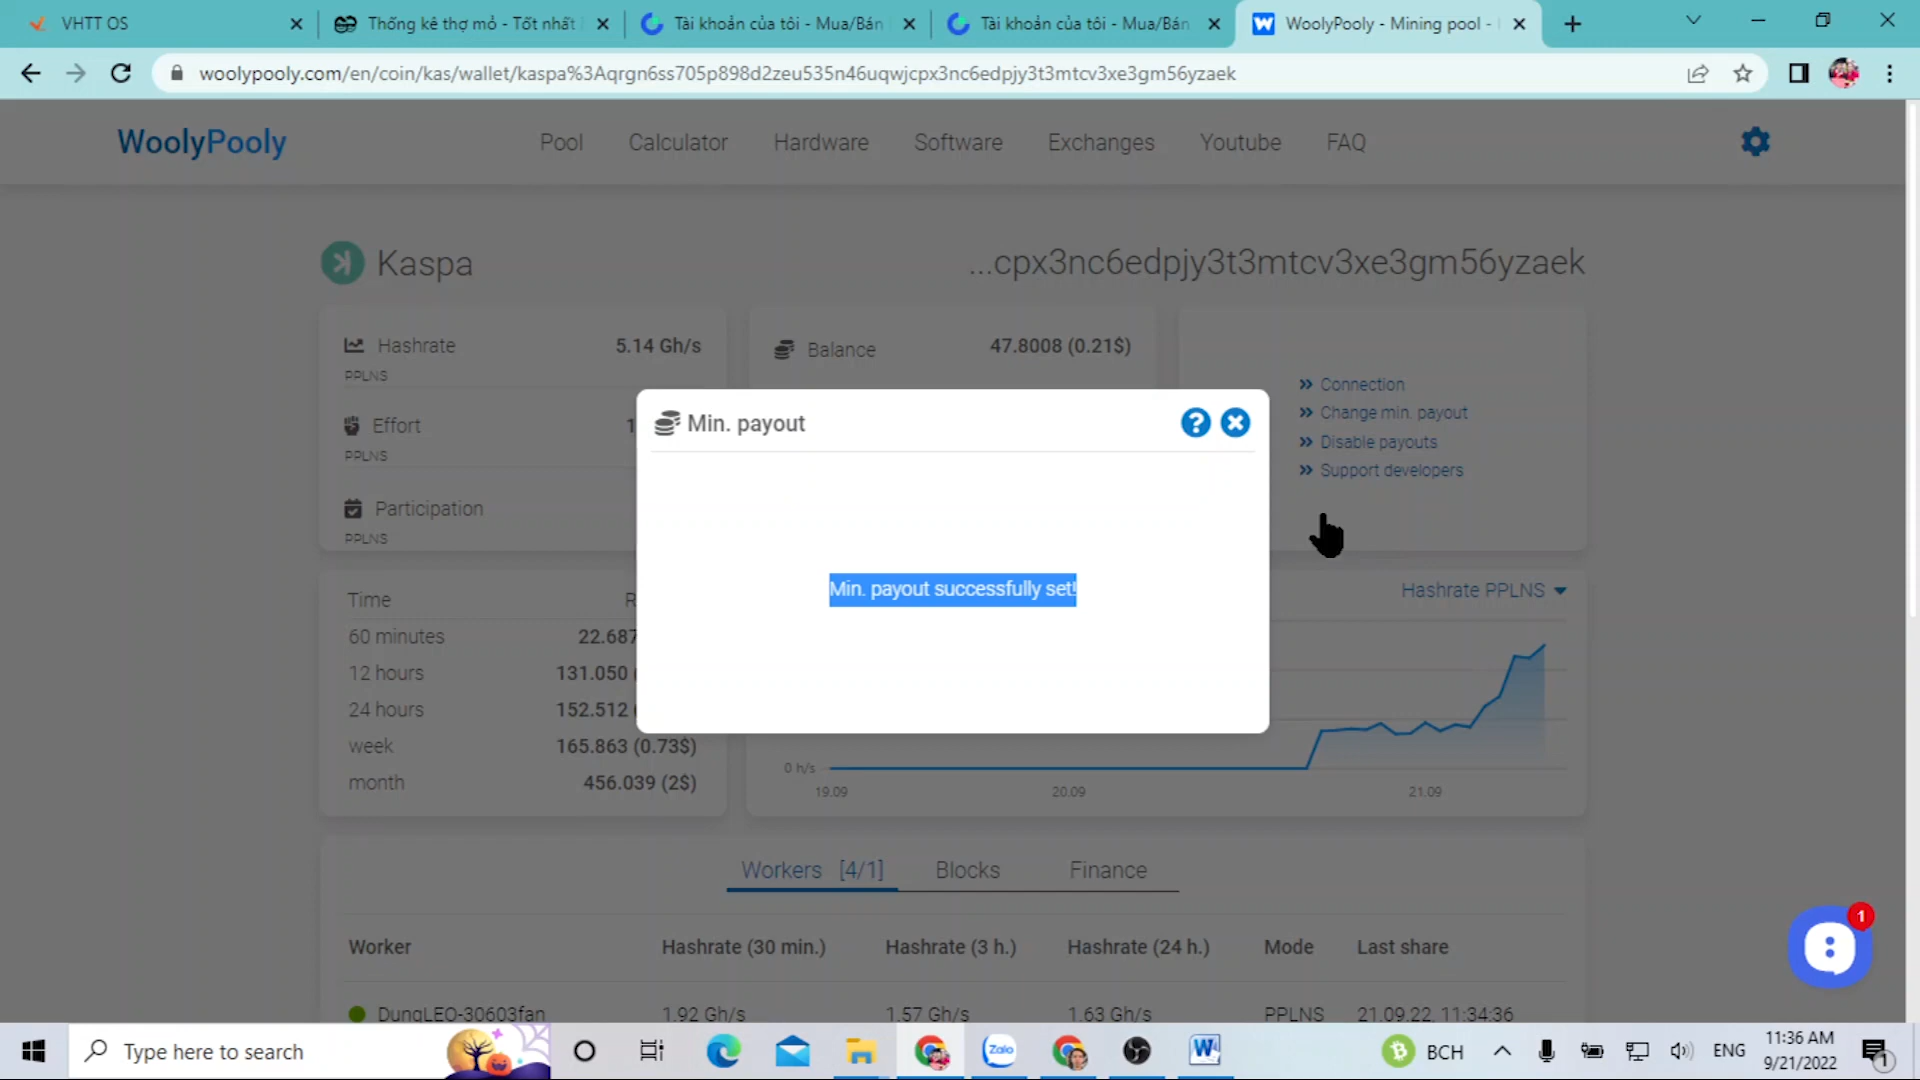 VHTT OS
Thống kê thợ mỏ - Tốt nhất
Tài khoản của tôi - Mua/Bán
Tài khoản của tôi - Mua/Bán
WoolyPooly - Mining pool -
woolypooly.com/en/coin/kas/wallet/kaspa%3Aqrgn6ss705p898d2zeu535n46uqwjcpx3nc6edpjy3t3mtcv3xe3gm56yzaek
WoolyPooly
Pool
Calculator
Hardware
Software
Exchanges
Youtube
FAQ
Kaspa
...cpx3nc6edpjy3t3mtcv3xe3gm56yzaek
Hashrate
5.14 Gh/s
PPLNS
Effort
1
PPLNS
Participation
PPLNS
Balance
47.8008 (0.21$)
Connection
Change min. payout
Disable payouts
Support developers
Min. payout
Min. payout successfully set!
Time
R
60 minutes
22.687
12 hours
131.050 (
24 hours
152.512 (
week
165.863 (0.73$)
month
456.039 (2$)
Hashrate PPLNS
0 h/s
19.09
20.09
21.09
Workers [4/1]
Blocks
Finance
Worker
Hashrate (30 min.)
Hashrate (3 h.)
Hashrate (24 h.)
Mode
Last share
DungLEO-30603fan
1.92 Gh/s
1.57 Gh/s
1.63 Gh/s
PPLNS
21.09.22, 11:34:36
1
Type here to search
Zalo
BCH
ENG
11:36 AM
9/21/2022
1